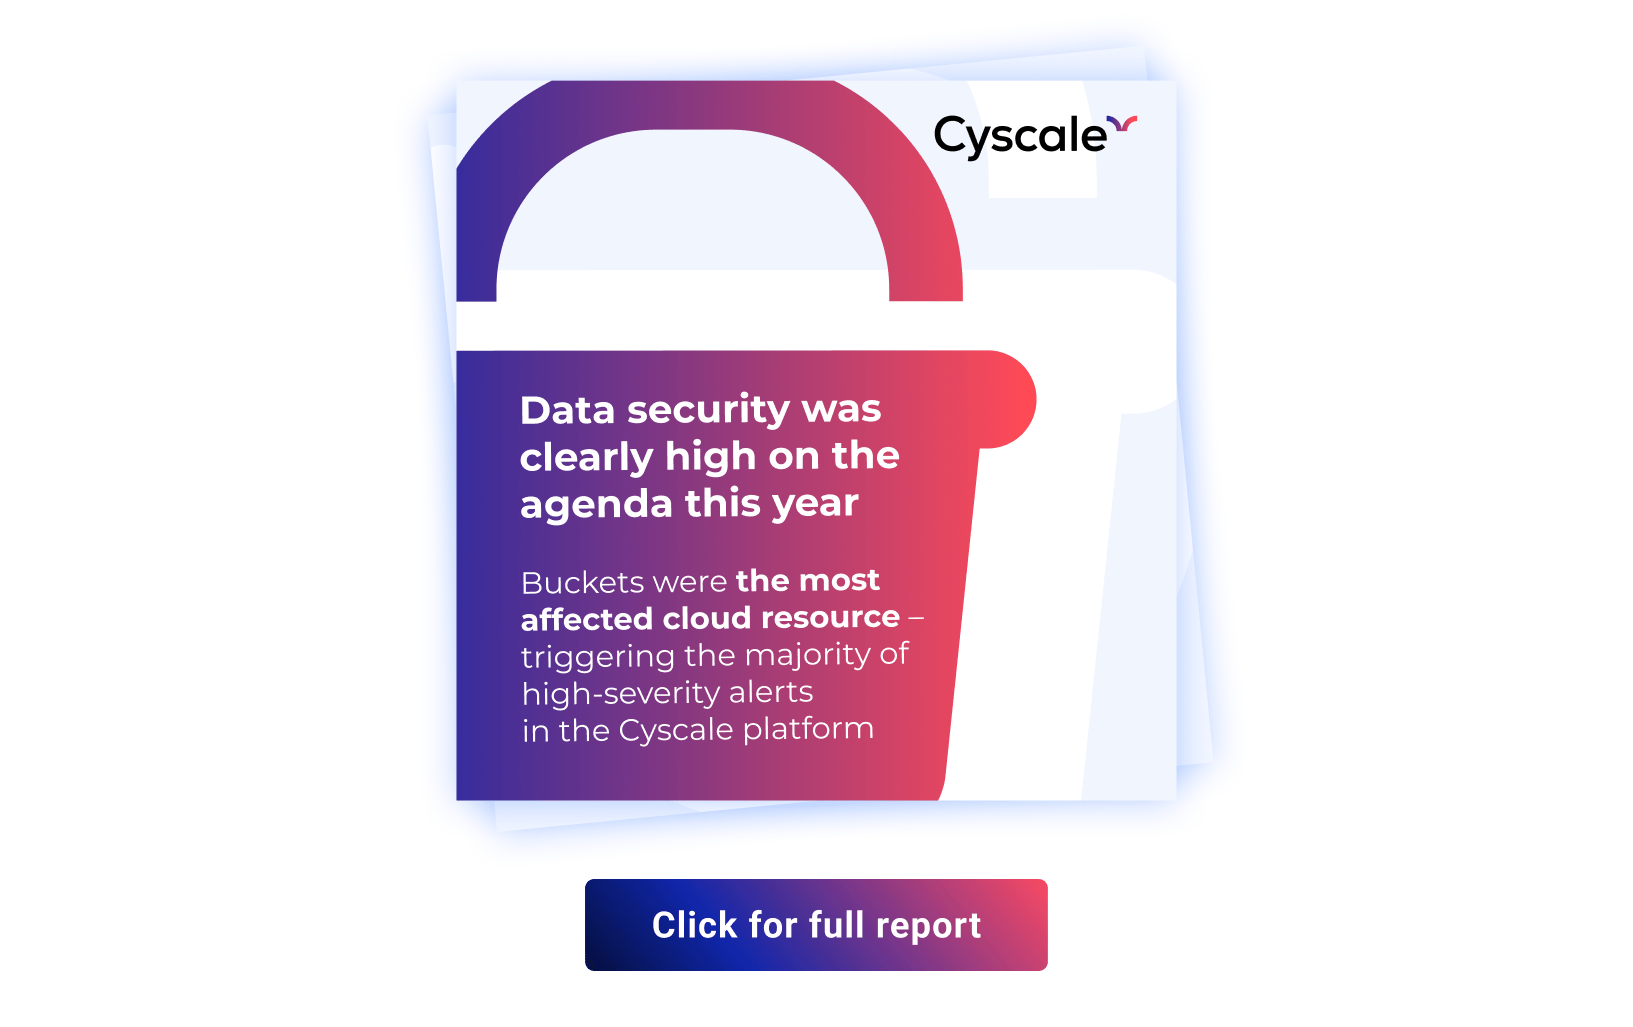 Cyscale
Data security was
clearly high on the
agenda this year
Buckets were the most
affected cloud resource –
triggering the majority of
high-severity alerts
in the Cyscale platform
Click for full report